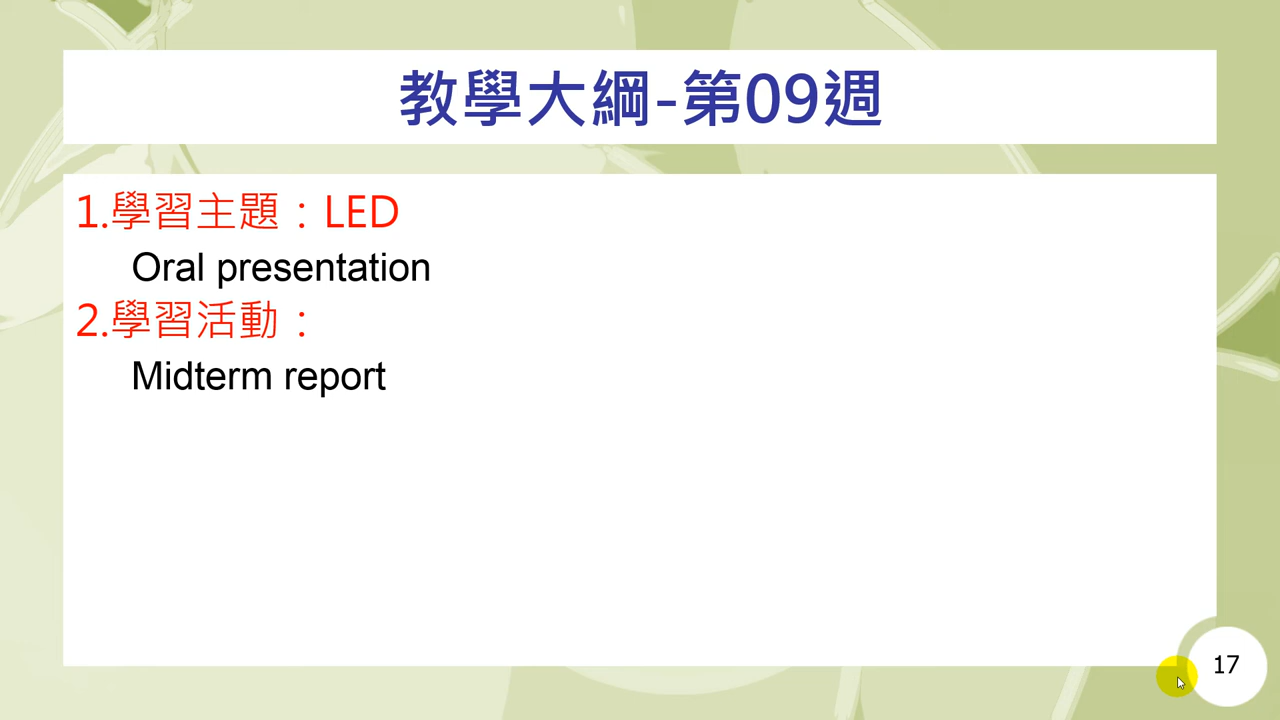 教學大綱-第09週
1.學習主題：LED
Oral presentation
2.學習活動：
Midterm report
17